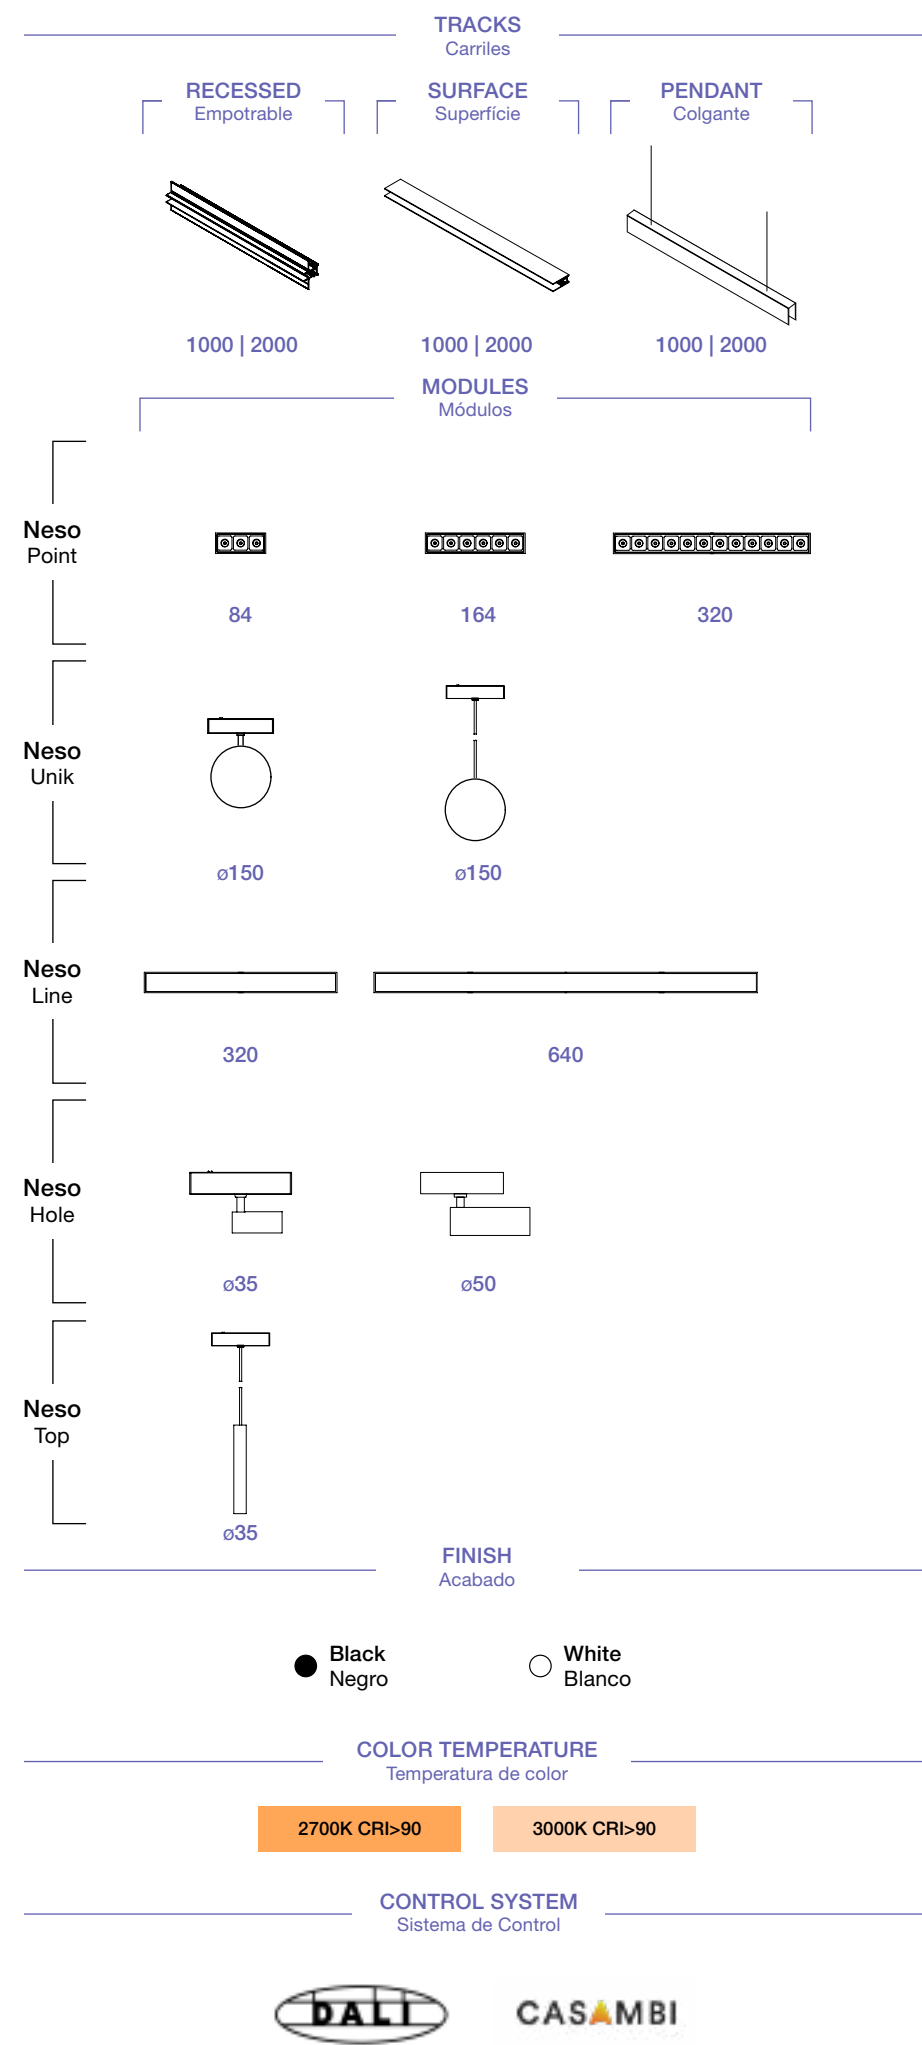 TRACKS
Carriles
RECESSED
Empotrable
SURFACE
Superfície
PENDANT
Colgante
1000 | 2000
1000 | 2000
1000 | 2000
MODULES
Módulos
Neso
Point
84
164
320
Neso
Unik
ø150
ø150
Neso
Line
320
640
Neso
Hole
ø35
ø50
Neso
Top
ø35
FINISH
Acabado
Black
Negro
White
Blanco
COLOR TEMPERATURE
Temperatura de color
2700K CRI>90
3000K CRI>90
CONTROL SYSTEM
Sistema de Control
DALI
CASAMBI